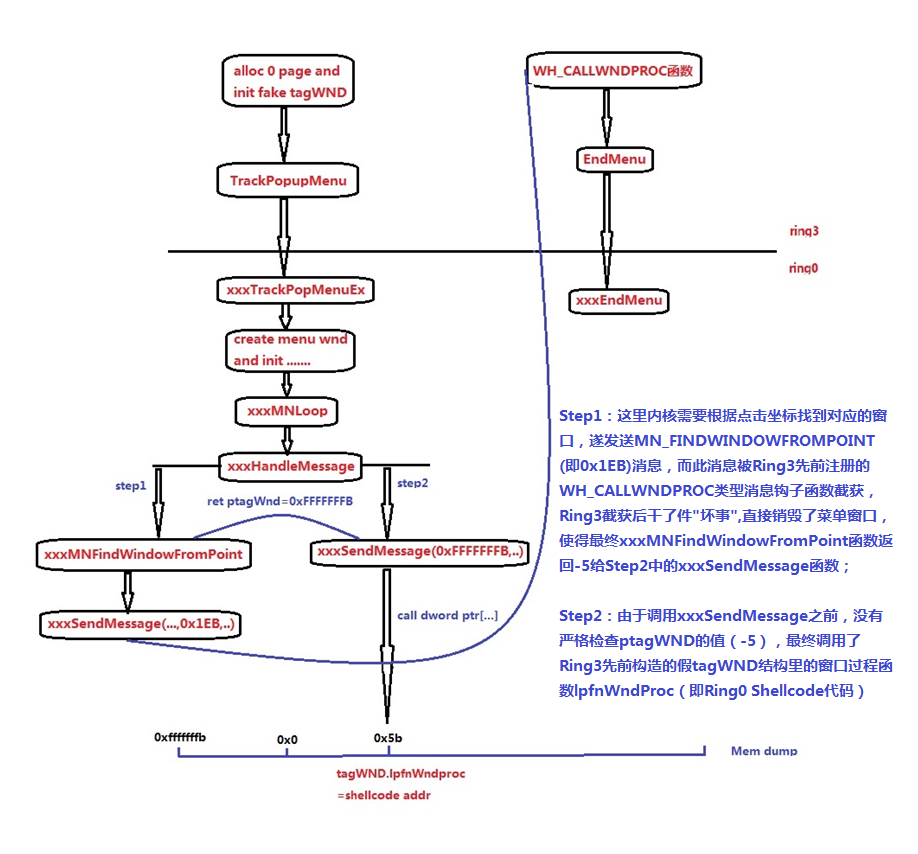 alloc 0 page and
init fake tagWND
WH_CALLWNDPROC函数
EndMenu
TrackPopupMenu
ring3
ring0
xxxTrackPopMenuEx
xxxEndMenu
create menu wnd
and init .......
xxxMNLoop
xxxHandleMessage
step1
step2
ret ptagWnd=0xFFFFFFFB
xxxMNFindWindowFromPoint
xxxSendMessage(0xFFFFFFFB,..)
xxxSendMessage(...,0x1EB,..)
call dword ptr[...]
Step1：这里内核需要根据点击坐标找到对应的窗
口，遂发送MN_FINDWINDOWFROMPOINT
(即0x1EB)消息，而此消息被Ring3先前注册的
WH_CALLWNDPROC类型消息钩子函数截获，
Ring3截获后干了件"坏事",直接销毁了菜单窗口，
使得最终xxxMNFindWindowFromPoint函数返
回-5给Step2中的xxxSendMessage函数；
Step2：由于调用xxxSendMessage之前，没有
严格检查ptagWND的值（-5），最终调用了
Ring3先前构造的假tagWND结构里的窗口过程函
数lpfnWndProc（即Ring0 Shellcode代码）
0xfffffffb
0x0
0x5b
Mem dump
tagWND.lpfnWndproc
=shellcode addr